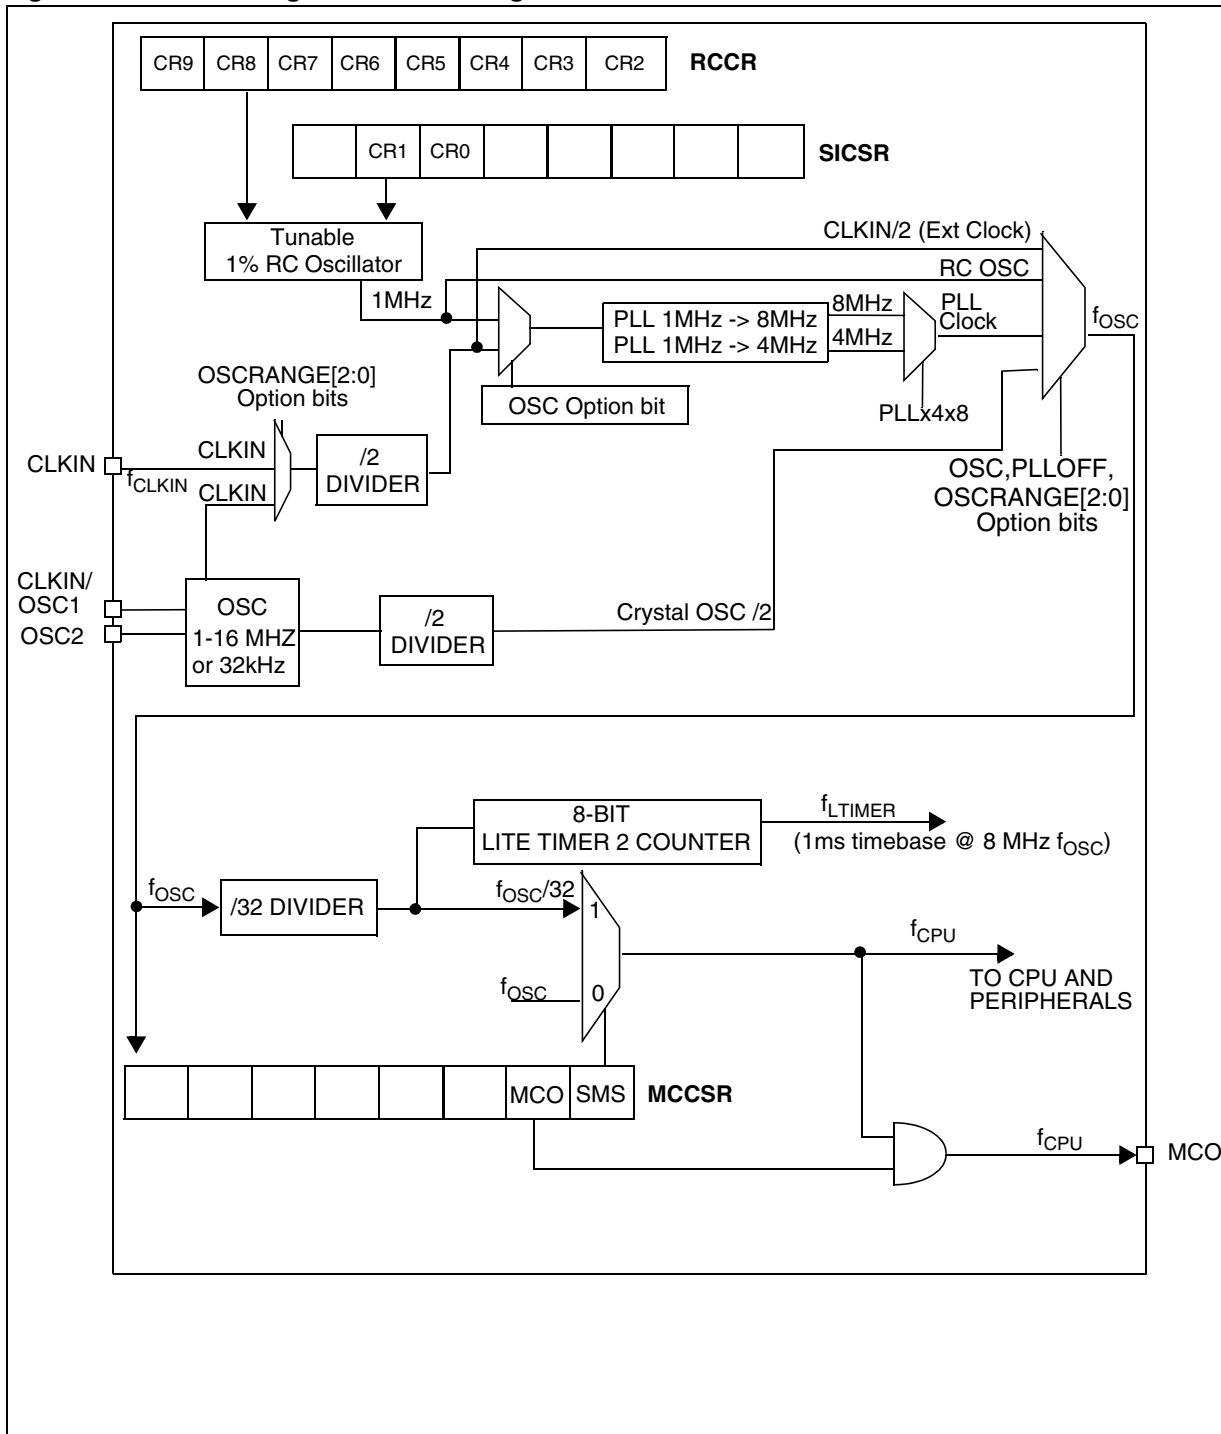 CR9 CR8 CR7 CR6 CR5 CR4 CR3 CR2 RCCR
CR1 CR0 SICSR
Tunable
1% RC Oscillator
CLKIN/2 (Ext Clock)
RC OSC
1MHz
PLL 1MHz -> 8MHz
PLL 1MHz -> 4MHz
8MHz
4MHz
PLL
Clock
fOSC
OSC Option bit
PLLx4x8
OSCRANGE[2:0]
Option bits
CLKIN
fCLKIN
CLKIN
CLKIN
/2
DIVIDER
OSC,PLLOFF,
OSCRANGE[2:0]
Option bits
CLKIN/
OSC1
OSC2
OSC
1-16 MHZ
or 32kHz
/2
DIVIDER
Crystal OSC /2
8-BIT
LITE TIMER 2 COUNTER
fLTIMER
(1ms timebase @ 8 MHz fOSC)
fOSC
/32 DIVIDER
fOSC/32
1
fOSC
0
fCPU
TO CPU AND
PERIPHERALS
MCO SMS MCCSR
fCPU
MCO